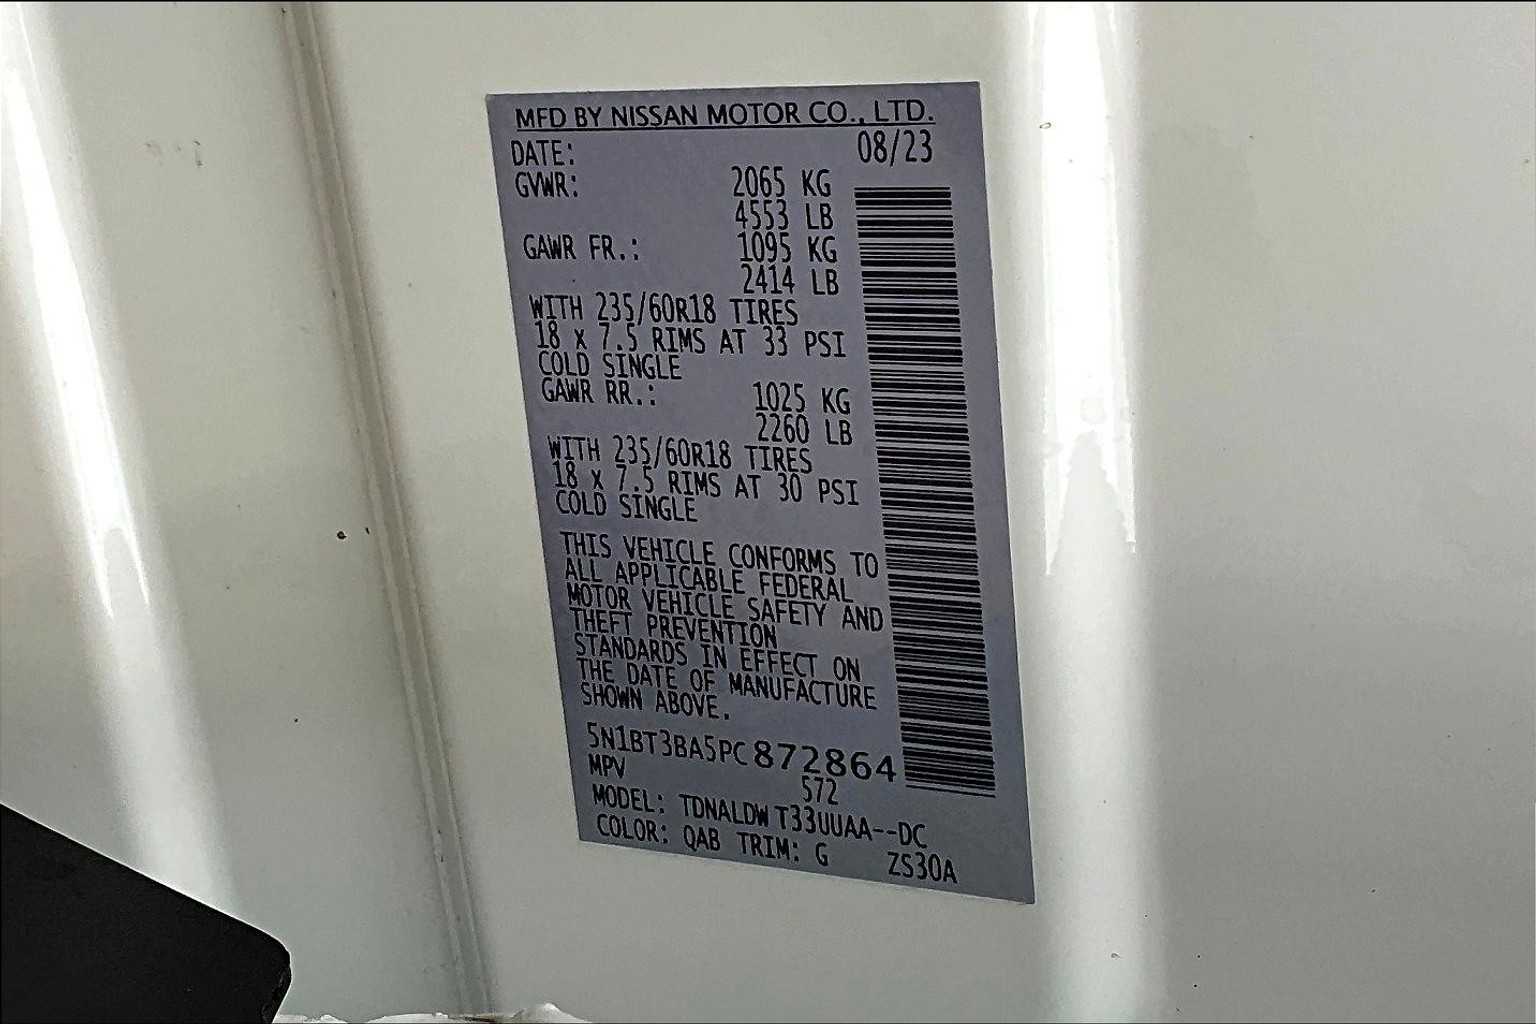 MFD BY NISSAN MOTOR CO., LTD.
DATE: 08/23
GVWR: 2065 KG
4553 LB
GAWR FR.: 1095 KG
2414 LB
WITH 235/60R18 TIRES
18 x 7.5 RIMS AT 33 PSI
COLD SINGLE
GAWR RR.: 1025 KG
2260 LB
WITH 235/60R18 TIRES
18 x 7.5 RIMS AT 30 PSI
COLD SINGLE
THIS VEHICLE CONFORMS TO
ALL APPLICABLE FEDERAL
MOTOR VEHICLE SAFETY AND
THEFT PREVENTION
STANDARDS IN EFFECT ON
THE DATE OF MANUFACTURE
SHOWN ABOVE.
5N1BT3BA5PC872864
MPV 572
MODEL: TDNALDW T33UUAA--DC
COLOR: QAB TRIM: G ZS30A